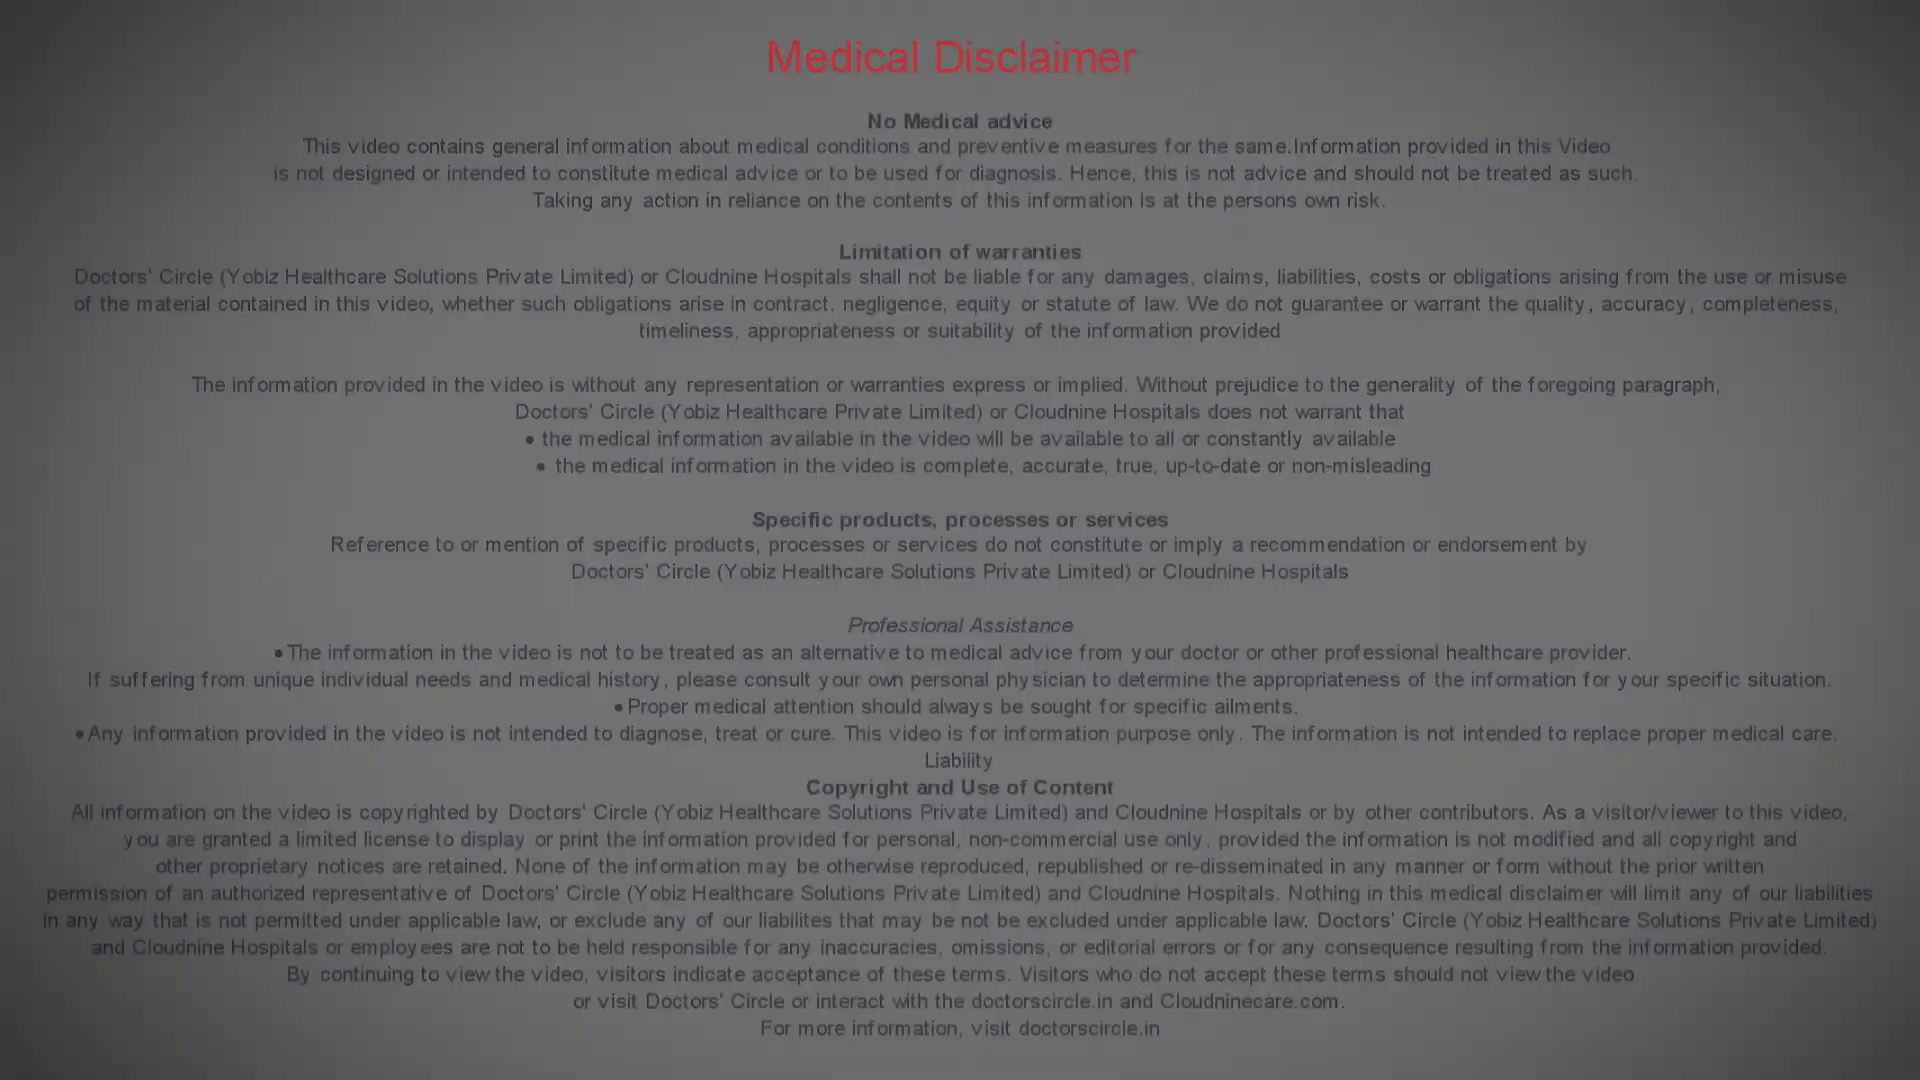 Medical Disclaimer
No Medical advice
This video contains general information about medical conditions and preventive measures for the same.Information provided in this Video
is not designed or intended to constitute medical advice or to be used for diagnosis. Hence, this is not advice and should not be treated as such.
Taking any action in reliance on the contents of this information is at the persons own risk.
Limitation of warranties
Doctors' Circle (Yobiz Healthcare Solutions Private Limited) or Cloudnine Hospitals shall not be liable for any damages, claims, liabilities, costs or obligations arising from the use or misuse
of the material contained in this video, whether such obligations arise in contract. negligence, equity or statute of law. We do not guarantee or warrant the quality, accuracy, completeness,
timeliness, appropriateness or suitability of the information provided
The information provided in the video is without any representation or warranties express or implied. Without prejudice to the generality of the foregoing paragraph,
Doctors' Circle (Yobiz Healthcare Private Limited) or Cloudnine Hospitals does not warrant that
• the medical information available in the video will be available to all or constantly available
• the medical information in the video is complete, accurate, true, up-to-date or non-misleading
Specific products, processes or services
Reference to or mention of specific products, processes or services do not constitute or imply a recommendation or endorsement by
Doctors' Circle (Yobiz Healthcare Solutions Private Limited) or Cloudnine Hospitals
Professional Assistance
•The information in the video is not to be treated as an alternative to medical advice from your doctor or other professional healthcare provider.
If suffering from unique individual needs and medical history, please consult your own personal physician to determine the appropriateness of the information for your specific situation.
•Proper medical attention should always be sought for specific ailments.
•Any information provided in the video is not intended to diagnose, treat or cure. This video is for information purpose only. The information is not intended to replace proper medical care.
Liability
Copyright and Use of Content
All information on the video is copyrighted by Doctors' Circle (Yobiz Healthcare Solutions Private Limited) and Cloudnine Hospitals or by other contributors. As a visitor/viewer to this video,
you are granted a limited license to display or print the information provided for personal, non-commercial use only, provided the information is not modified and all copyright and
other proprietary notices are retained. None of the information may be otherwise reproduced, republished or re-disseminated in any manner or form without the prior written
permission of an authorized representative of Doctors' Circle (Yobiz Healthcare Solutions Private Limited) and Cloudnine Hospitals. Nothing in this medical disclaimer will limit any of our liabilities
in any way that is not permitted under applicable law, or exclude any of our liabilites that may be not be excluded under applicable law. Doctors' Circle (Yobiz Healthcare Solutions Private Limited)
and Cloudnine Hospitals or employees are not to be held responsible for any inaccuracies, omissions, or editorial errors or for any consequence resulting from the information provided.
By continuing to view the video, visitors indicate acceptance of these terms. Visitors who do not accept these terms should not view the video
or visit Doctors' Circle or interact with the doctorscircle.in and Cloudninecare.com.
For more information, visit doctorscircle.in